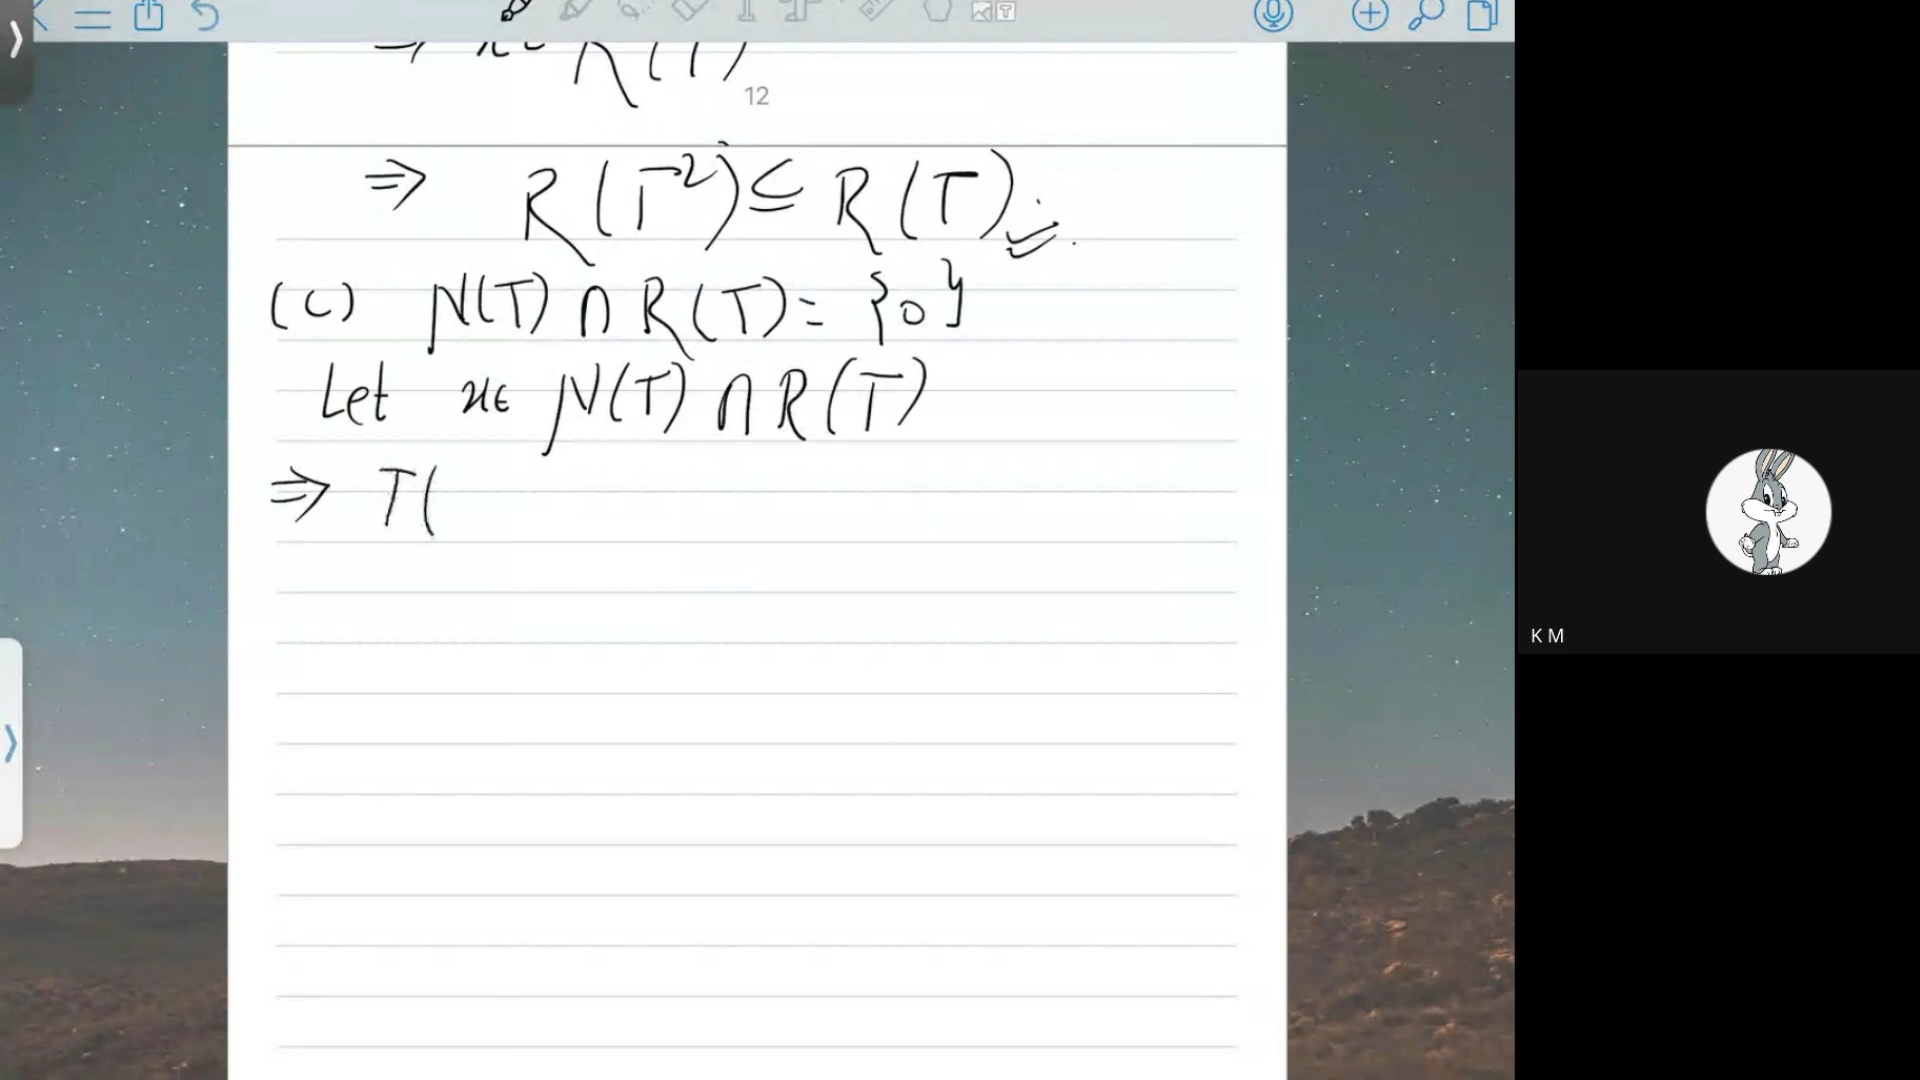 ⇒ x ∈ R(T)
12
⇒ R(T²) ⊆ R(T).
(c) N(T) ∩ R(T) = {0}
Let x ∈ N(T) ∩ R(T)
⇒ T(
K M